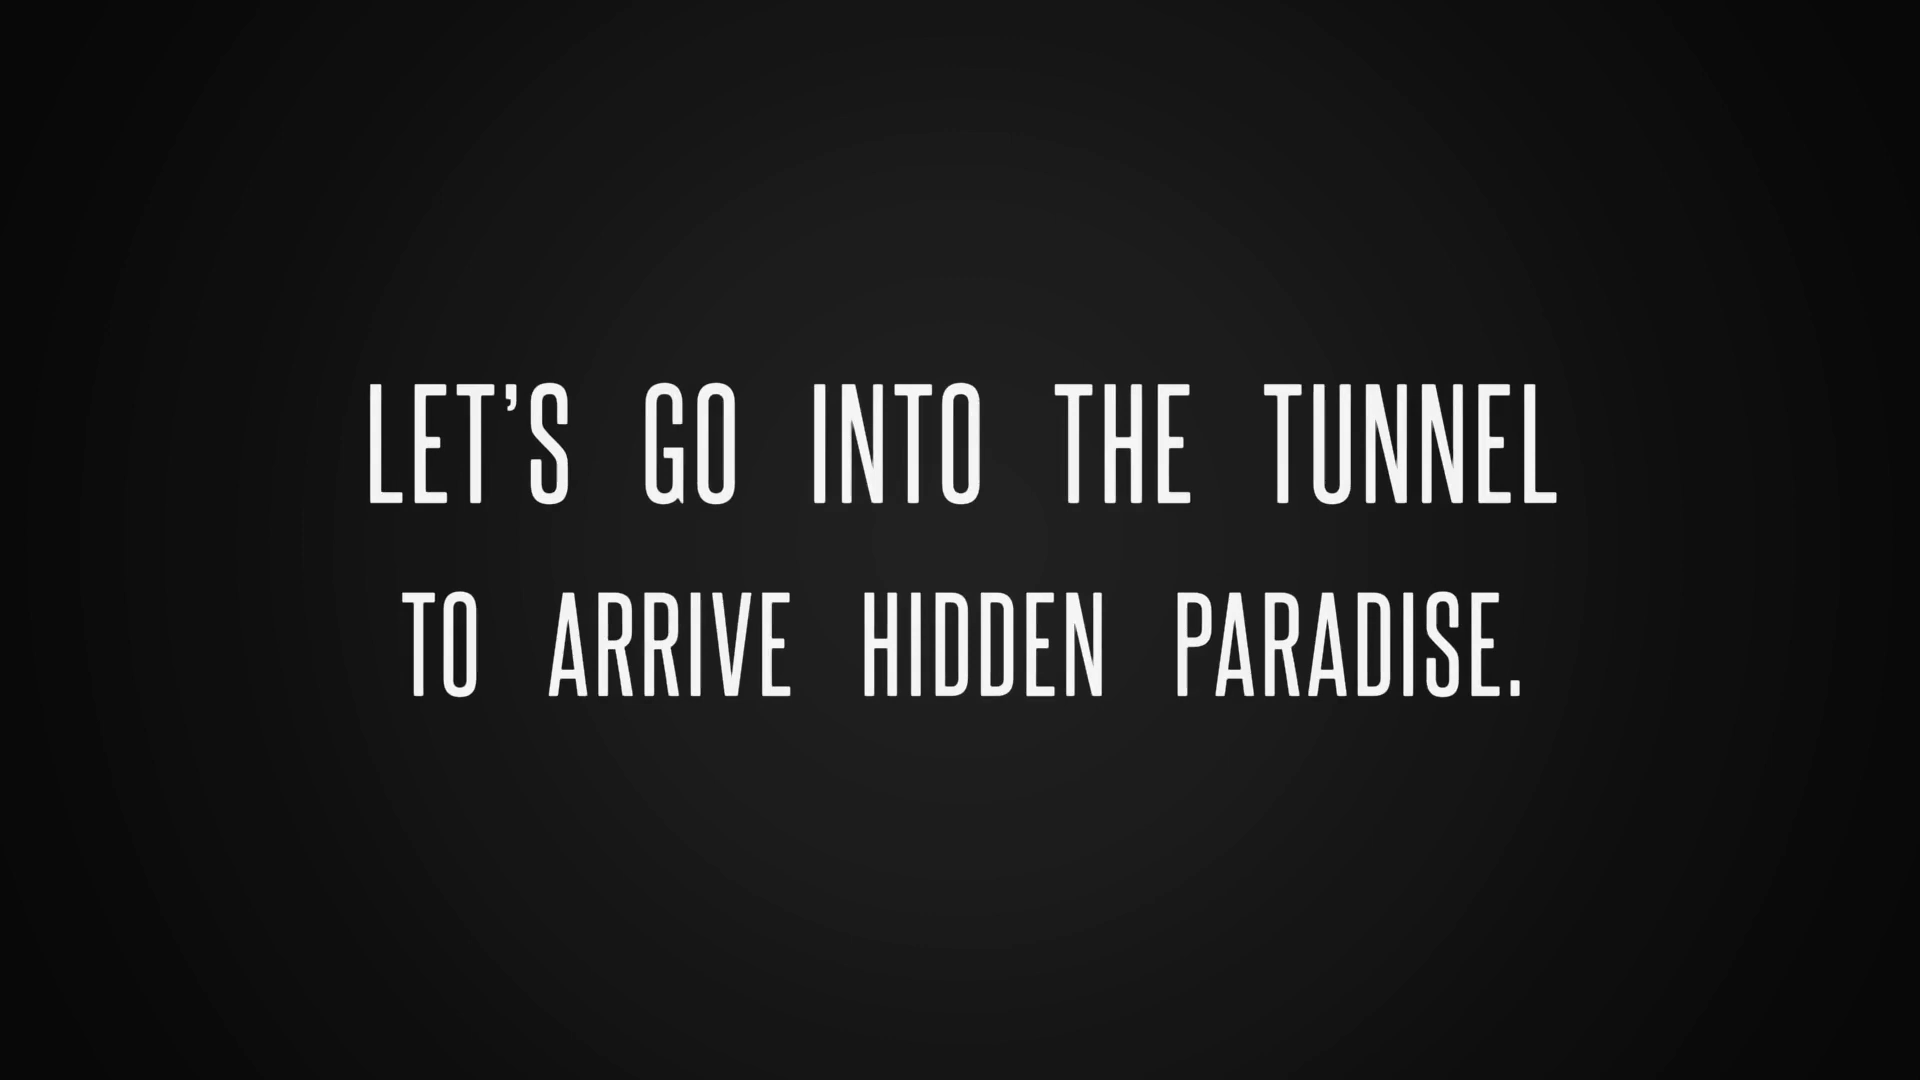 LET’S GO INTO THE TUNNEL
TO ARRIVE HIDDEN PARADISE.